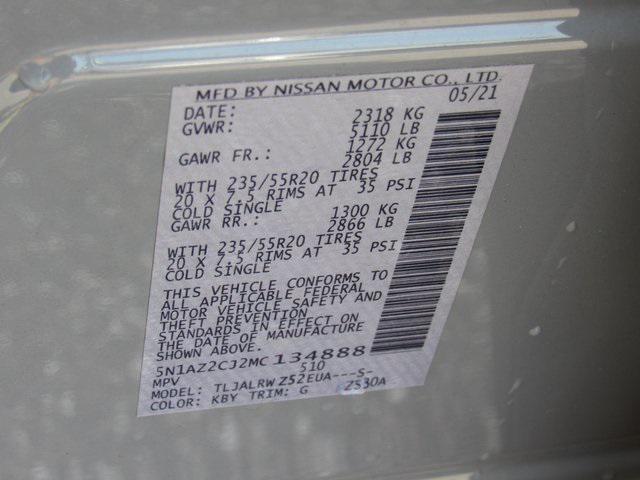 MFD BY NISSAN MOTOR CO., LTD.
DATE: 05/21
GVWR: 2318 KG
5110 LB
GAWR FR.: 1272 KG
2804 LB
WITH 235/55R20 TIRES
20 X 7.5 RIMS AT 35 PSI
COLD SINGLE
GAWR RR.: 1300 KG
2866 LB
WITH 235/55R20 TIRES
20 X 7.5 RIMS AT 35 PSI
COLD SINGLE
THIS VEHICLE CONFORMS TO
ALL APPLICABLE FEDERAL
MOTOR VEHICLE SAFETY AND
THEFT PREVENTION
STANDARDS IN EFFECT ON
THE DATE OF MANUFACTURE
SHOWN ABOVE.
5N1AZ2CJ2MC134888
MPV 510
MODEL: TLJALRWZ52EUA---S-
COLOR: KBY TRIM: G Z530A